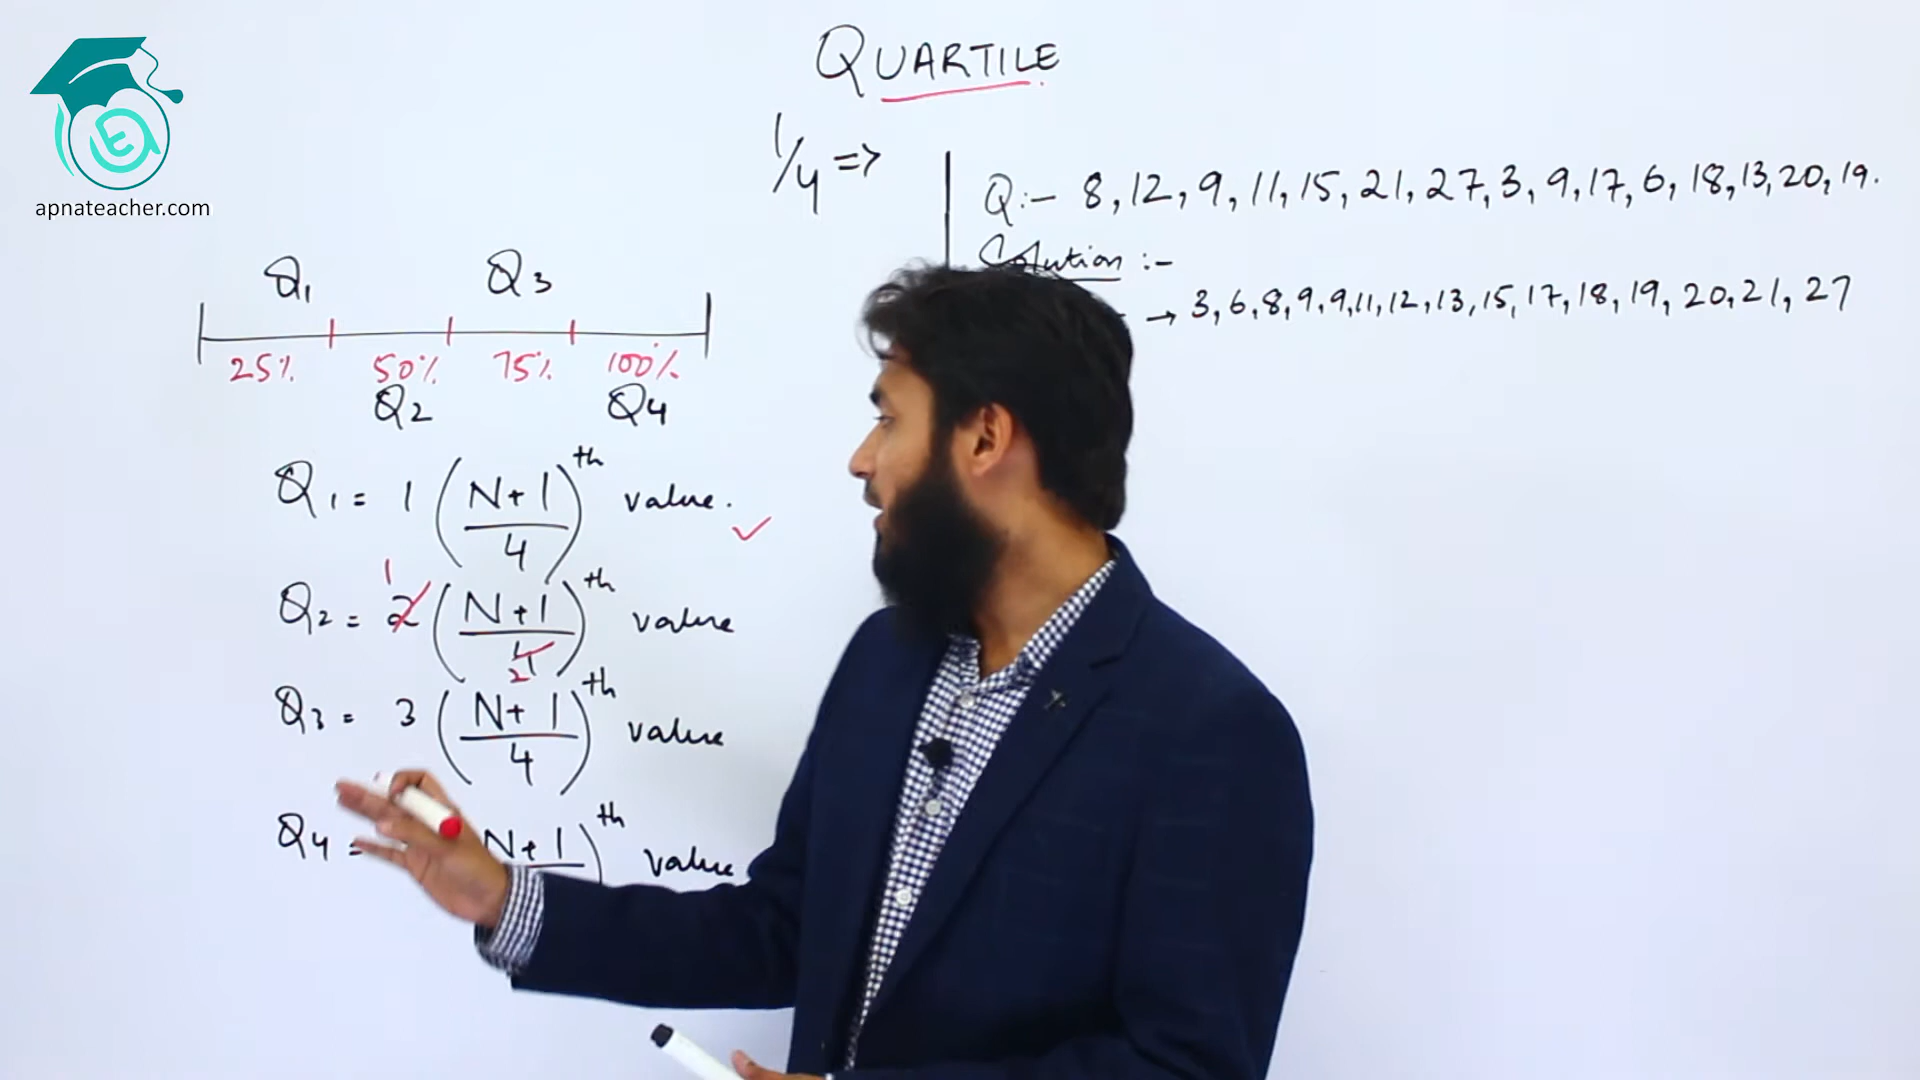 QUARTILE
apnateacher.com
1/4 =>
Q:- 8, 12, 9, 11, 15, 21, 27, 3, 9, 17, 6, 18, 13, 20, 19.
Solution :-
→ 3, 6, 8, 9, 9, 11, 12, 13, 15, 17, 18, 19, 20, 21, 27
Q1 Q3
25% 50% 75% 100%
Q2 Q4
Q1 = 1 (N+1/4)th value.
Q2 = 2 1 (N+1/4 2)th value
Q3 = 3 (N+1/4)th value
Q4 = N+1)th value